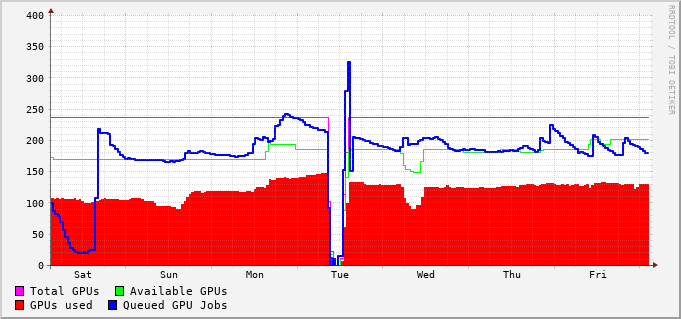 400
350
300
250
200
150
100
50
0
Sat Sun Mon Tue Wed Thu Fri
Total GPUs Available GPUs
GPUs used Queued GPU Jobs
RRDTOOL / TOBI OETIKER